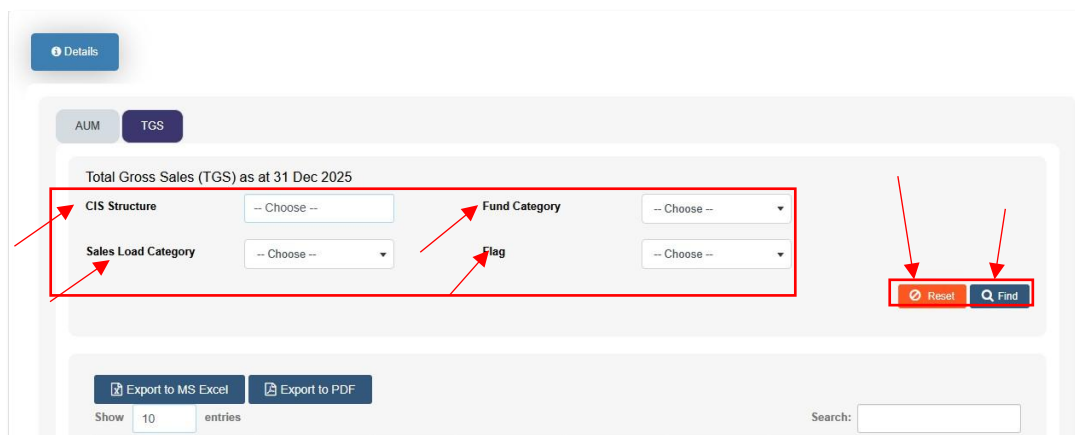 Details
AUM TGS
Total Gross Sales (TGS) as at 31 Dec 2025
CIS Structure -- Choose -- Fund Category -- Choose --
Sales Load Category -- Choose -- Flag -- Choose --
Reset Find
Export to MS Excel Export to PDF
Show 10 entries Search: